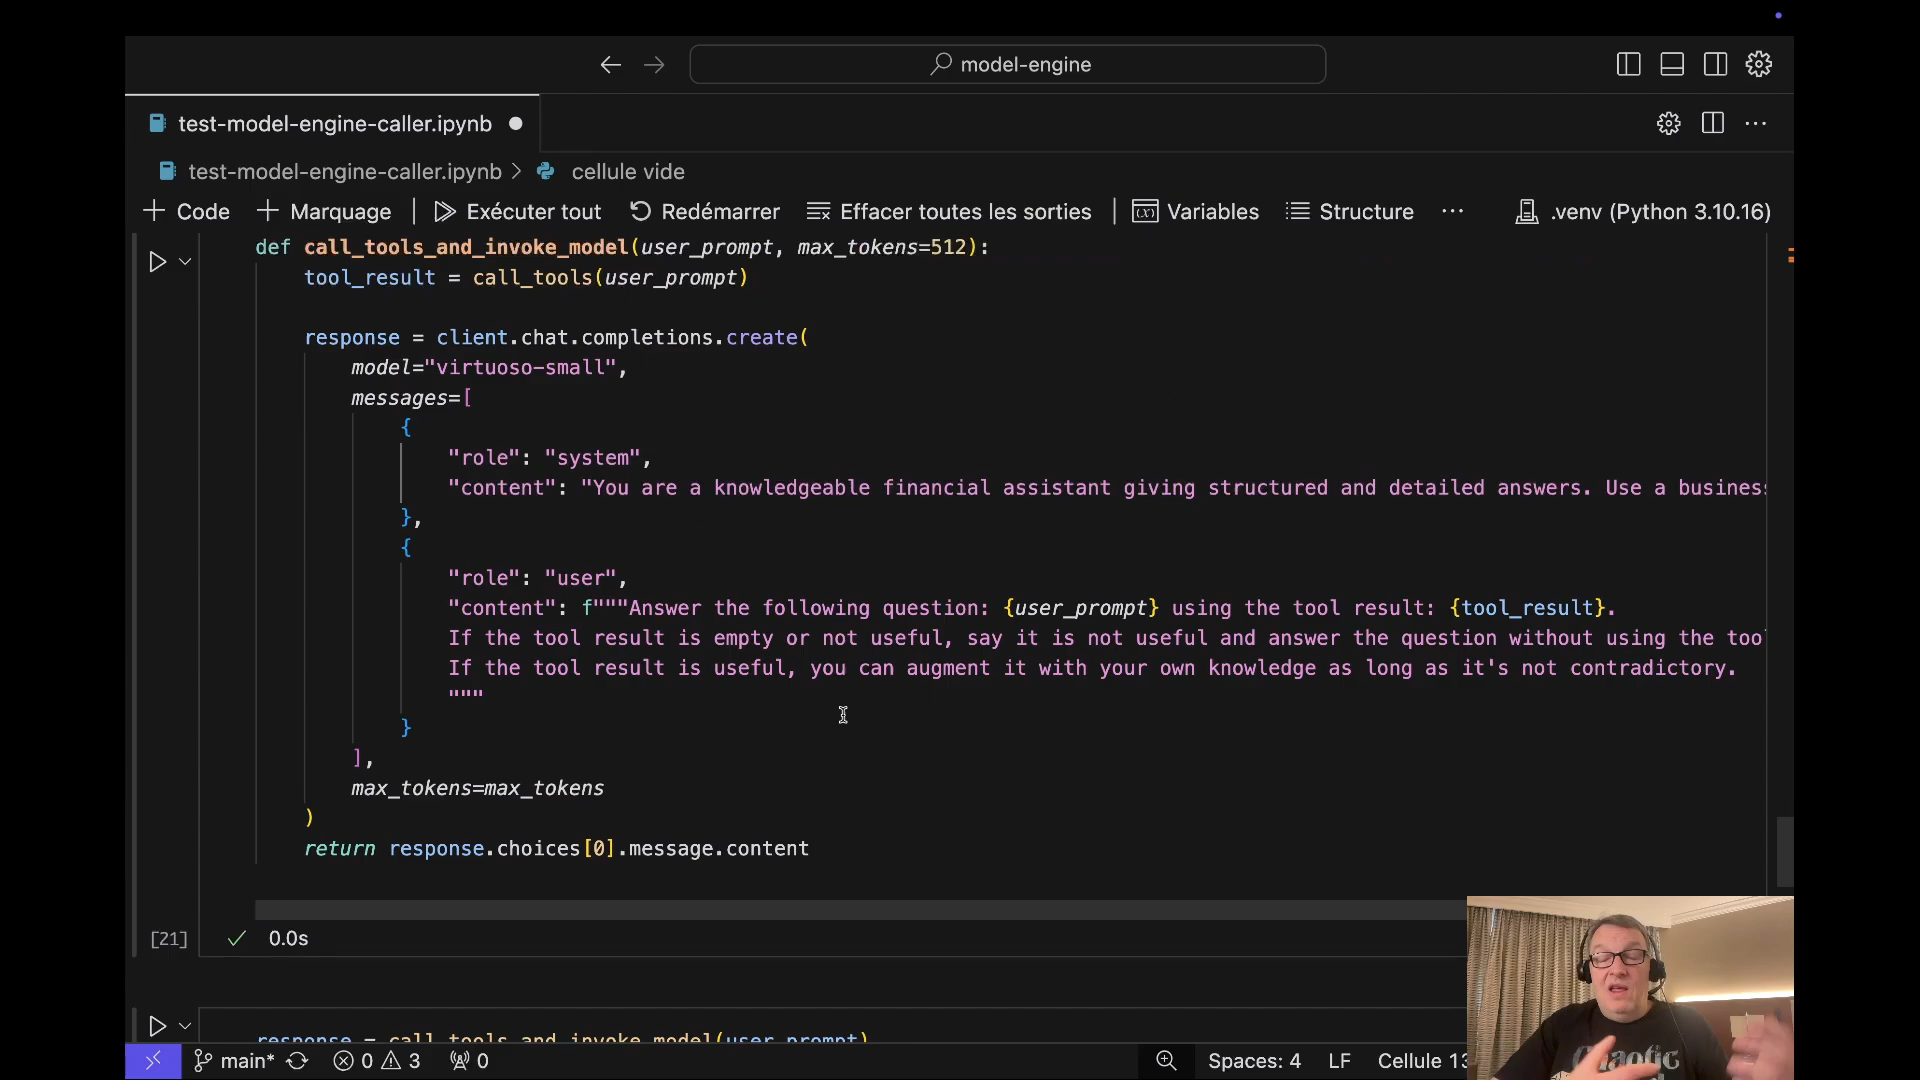 model-engine
test-model-engine-caller.ipynb
test-model-engine-caller.ipynb > cellule vide
+ Code + Marquage | Exécuter tout Redémarrer Effacer toutes les sorties | Variables Structure ... .venv (Python 3.10.16)
def call_tools_and_invoke_model(user_prompt, max_tokens=512):
tool_result = call_tools(user_prompt)
response = client.chat.completions.create(
model="virtuoso-small",
messages=[
{
"role": "system",
"content": "You are a knowledgeable financial assistant giving structured and detailed answers. Use a busines
},
{
"role": "user",
"content": f"""Answer the following question: {user_prompt} using the tool result: {tool_result}.
If the tool result is empty or not useful, say it is not useful and answer the question without using the too
If the tool result is useful, you can augment it with your own knowledge as long as it's not contradictory.
"""
}
],
max_tokens=max_tokens
)
return response.choices[0].message.content
[21] 0.0s
response = call_tools_and_invoke_model(user_prompt)
main* 0 3 0 Spaces: 4 LF Cellule 13
Chaotic